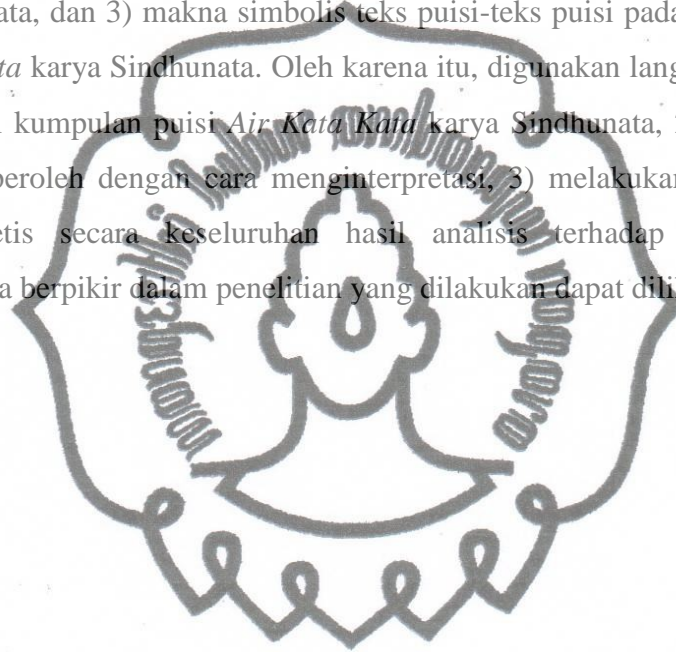 ata, dan 3) makna simbolis teks puisi-teks puisi pada
ta karya Sindhunata. Oleh karena itu, digunakan lang
kumpulan puisi Air Kata Kata karya Sindhunata,
peroleh dengan cara menginterpretasi, 3) melakukan
etis secara keseluruhan hasil analisis terhadap
a berpikir dalam penelitian yang dilakukan dapat dili